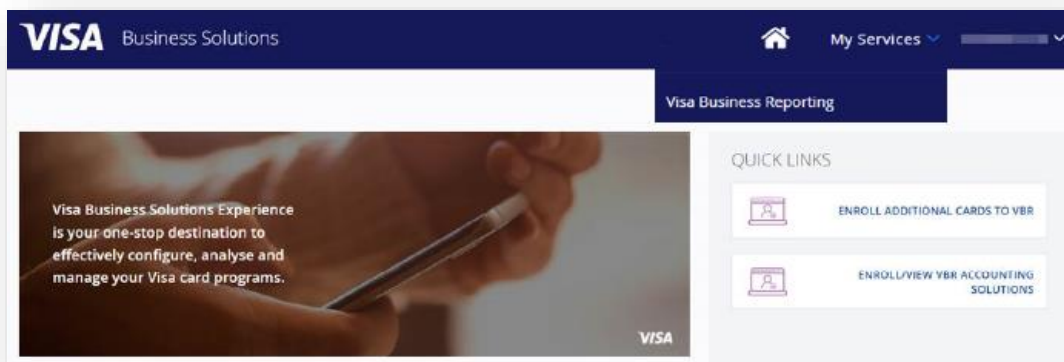 VISA Business Solutions
My Services
Visa Business Reporting
Visa Business Solutions Experience
is your one-stop destination to
effectively configure, analyse and
manage your Visa card programs.
VISA
QUICK LINKS
ENROLL ADDITIONAL CARDS TO VBR
ENROLL/VIEW VBR ACCOUNTING
SOLUTIONS